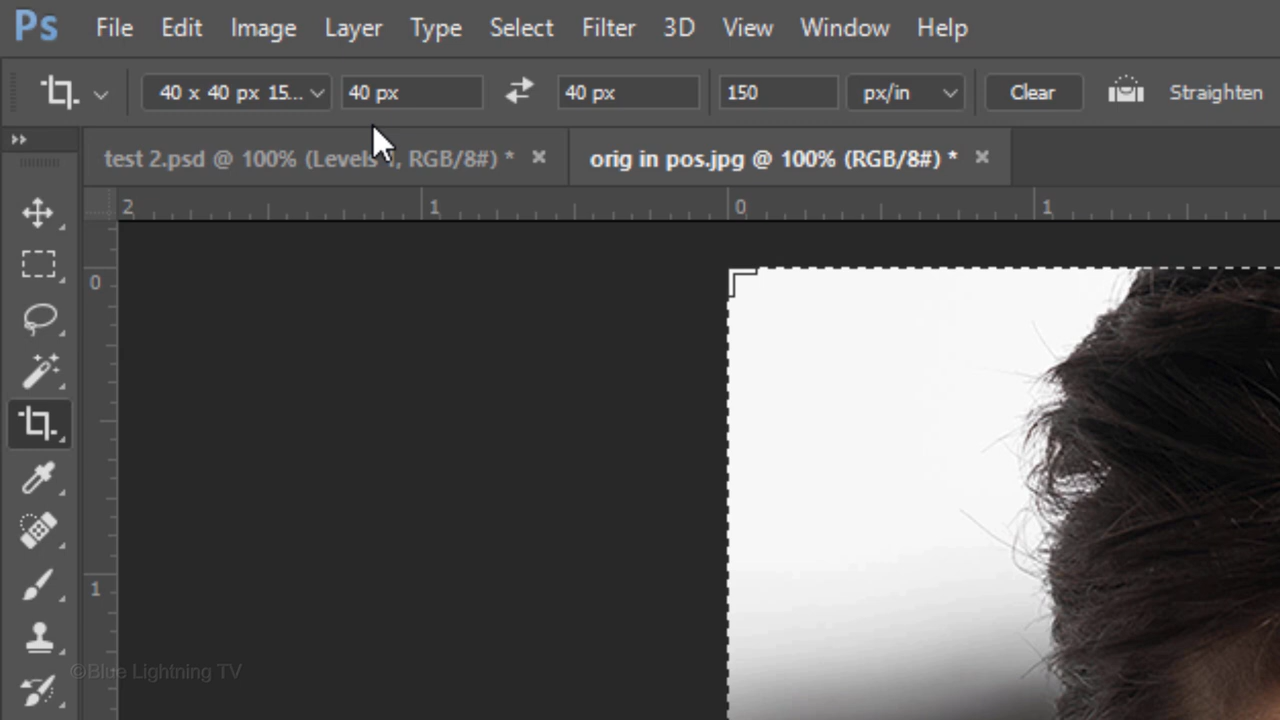 Ps File Edit Image Layer Type Select Filter 3D View Window Help
40 x 40 px 15... 40 px 40 px 150 px/in Clear Straighten
test 2.psd @ 100% (Levels 1, RGB/8#) * orig in pos.jpg @ 100% (RGB/8#) *
2 1 0 1
0
1
©Blue Lightning TV